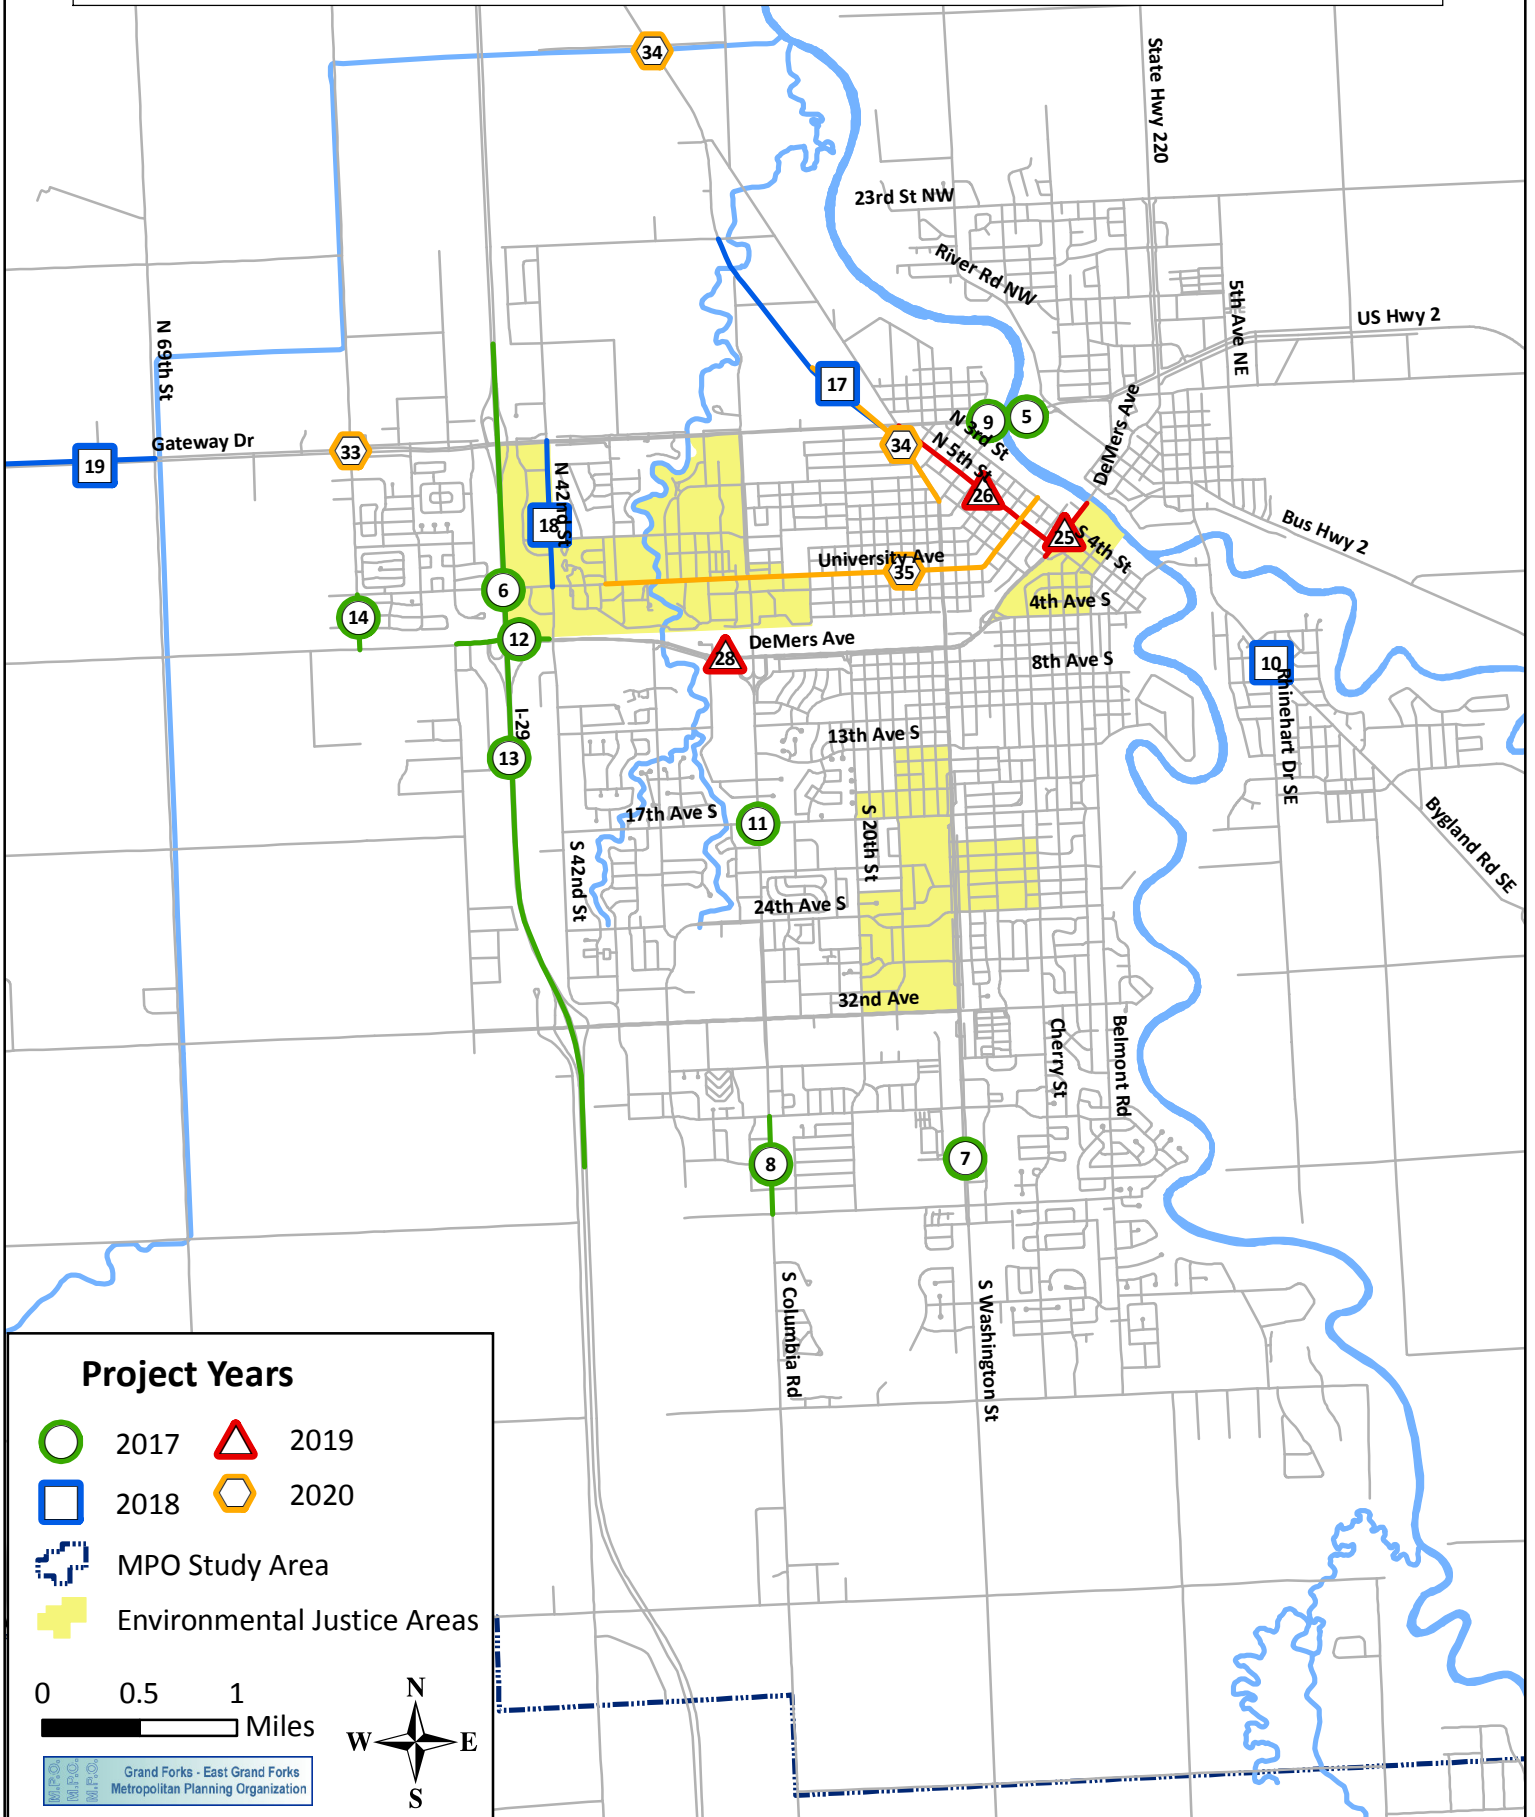 34
State Hwy 220
23rd St NW
River Rd NW
5th Ave NE
US Hwy 2
N 69th St
17
DeMers Ave
9
5
N 3rd St
Gateway Dr
33
34
N 5th St
19
N 42nd St
26
18
25
S 4th St
Bus Hwy 2
University Ave
35
6
4th Ave S
14
12
DeMers Ave
28
8th Ave S
10
Rhinehart Dr SE
I-29
13th Ave S
13
17th Ave S
11
S 20th St
Bygland Rd SE
S 42nd St
24th Ave S
32nd Ave
Cherry St
Belmont Rd
8
7
S Columbia Rd
S Washington St
Project Years
2017
2019
2018
2020
MPO Study Area
Environmental Justice Areas
0 0.5 1
Miles
N
W E
S
M.P.O.
M.P.O.
M.P.O.
Grand Forks - East Grand Forks
Metropolitan Planning Organization